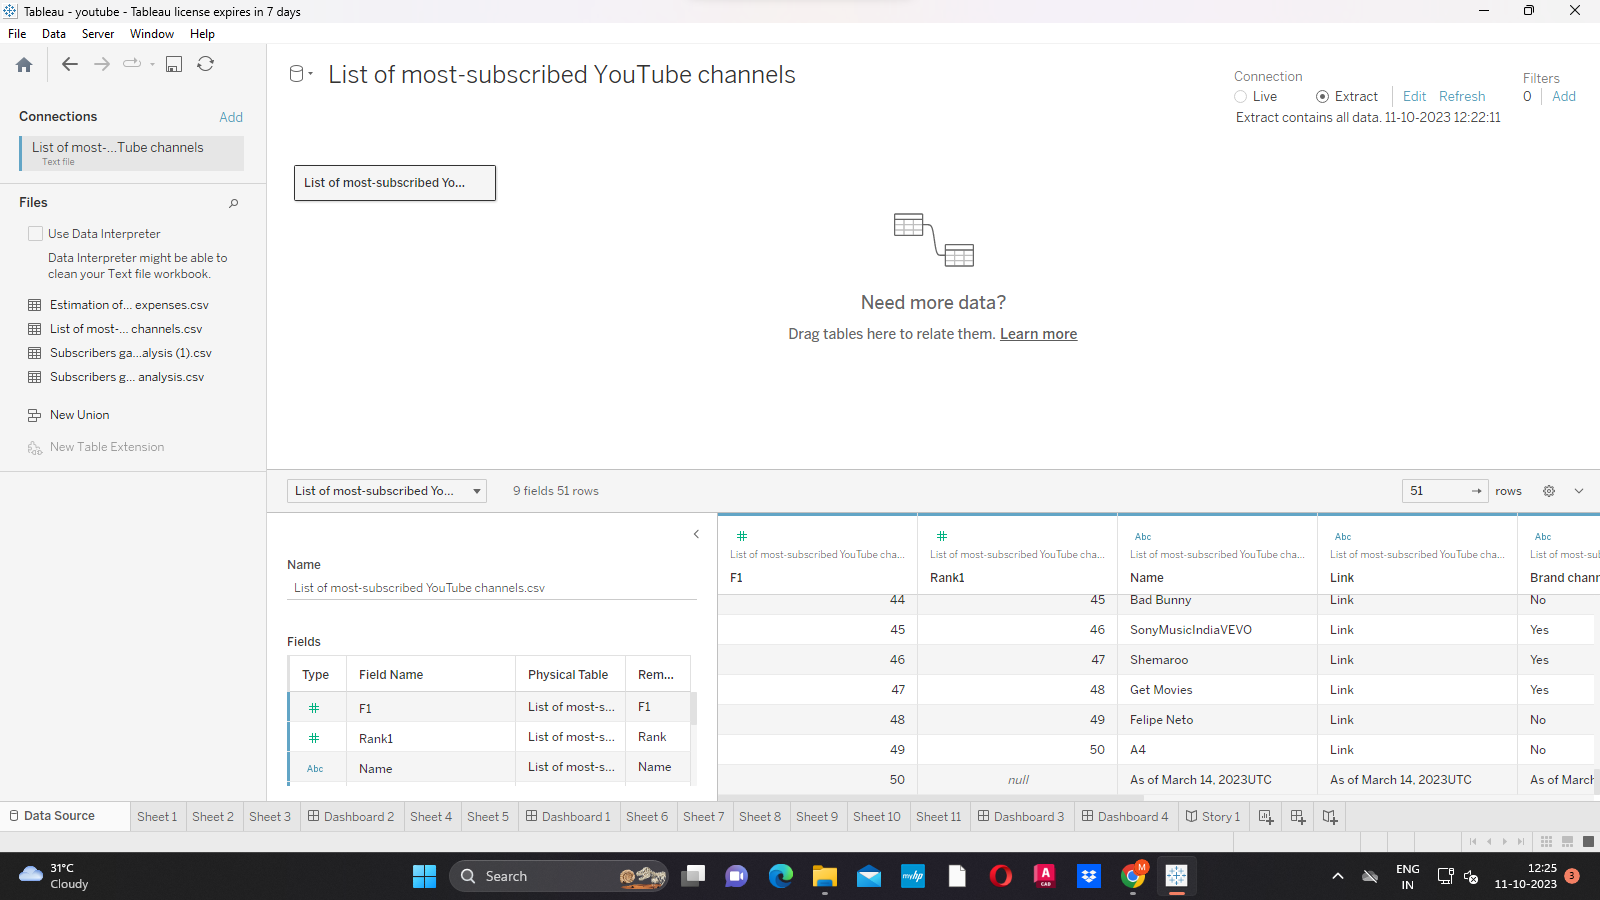 Tableau - youtube - Tableau license expires in 7 days
File Data Server Window Help
Connections Add
List of most-...Tube channels
Text file
Files
Use Data Interpreter
Data Interpreter might be able to
clean your Text file workbook.
Estimation of... expenses.csv
List of most-... channels.csv
Subscribers ga...alysis (1).csv
Subscribers g... analysis.csv
New Union
New Table Extension
List of most-subscribed YouTube channels
Connection
Live Extract Edit Refresh
Extract contains all data. 11-10-2023 12:22:11
Filters
0 Add
List of most-subscribed Yo...
Need more data?
Drag tables here to relate them. Learn more
List of most-subscribed Yo... 9 fields 51 rows 51 rows
Name
List of most-subscribed YouTube channels.csv
Fields
Type Field Name Physical Table Rem...
F1 List of most-s... F1
Rank1 List of most-s... Rank
Abc Name List of most-s... Name
Abc Abc Abc
List of most-subscribed YouTube cha... List of most-subscribed YouTube cha... List of most-subscribed YouTube cha... List of most-subscribed YouTube cha... List of most-sub
F1 Rank1 Name Link Brand chann
44 45 Bad Bunny Link No
45 46 SonyMusicIndiaVEVO Link Yes
46 47 Shemaroo Link Yes
47 48 Get Movies Link Yes
48 49 Felipe Neto Link No
49 50 A4 Link No
50 null As of March 14, 2023UTC As of March 14, 2023UTC As of March
Data Source Sheet 1 Sheet 2 Sheet 3 Dashboard 2 Sheet 4 Sheet 5 Dashboard 1 Sheet 6 Sheet 7 Sheet 8 Sheet 9 Sheet 10 Sheet 11 Dashboard 3 Dashboard 4 Story 1
31°C
Cloudy
Search
myhp
A
CAD
M
ENG
IN
12:25
11-10-2023
3